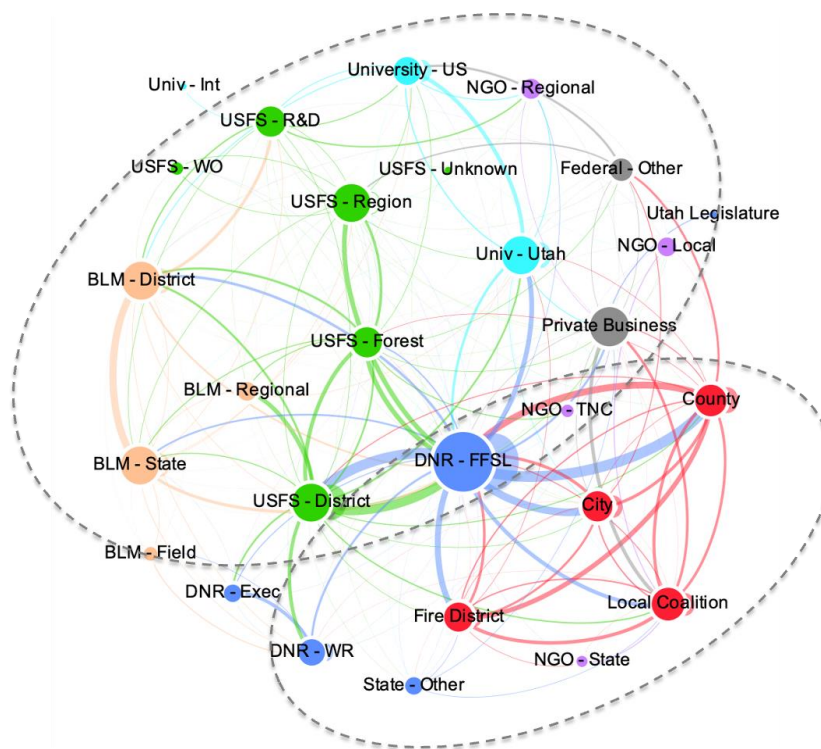 University - US
Univ - Int
NGO - Regional
USFS - R&D
USFS - WO
USFS - Unknown
Federal - Other
USFS - Region
Utah Legislature
NGO - Local
Univ - Utah
BLM - District
Private Business
USFS - Forest
BLM - Regional
County
NGO - TNC
DNR - FFSL
BLM - State
USFS - District
City
BLM - Field
DNR - Exec
Local Coalition
Fire District
DNR - WR
NGO - State
State - Other